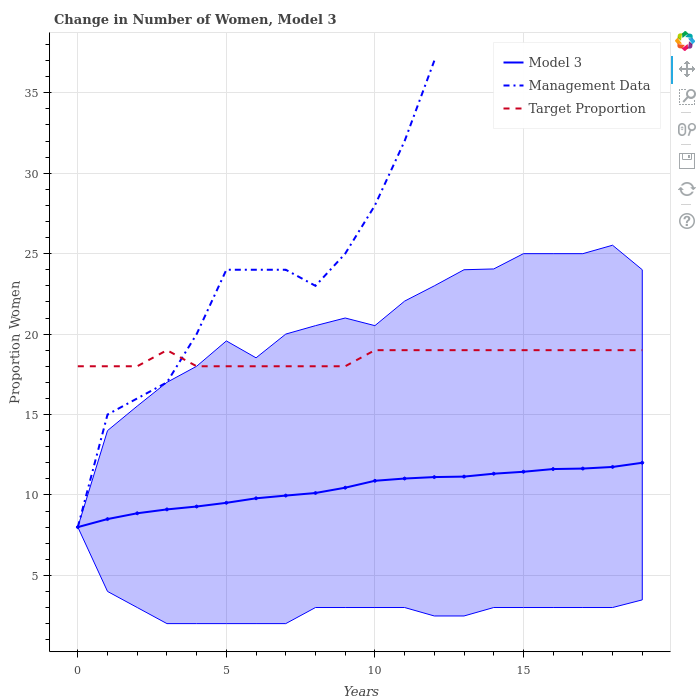 Change in Number of Women, Model 3
Model 3
Management Data
Target Proportion
Proportion Women
35
30
25
20
15
10
5
0
5
10
15
Years